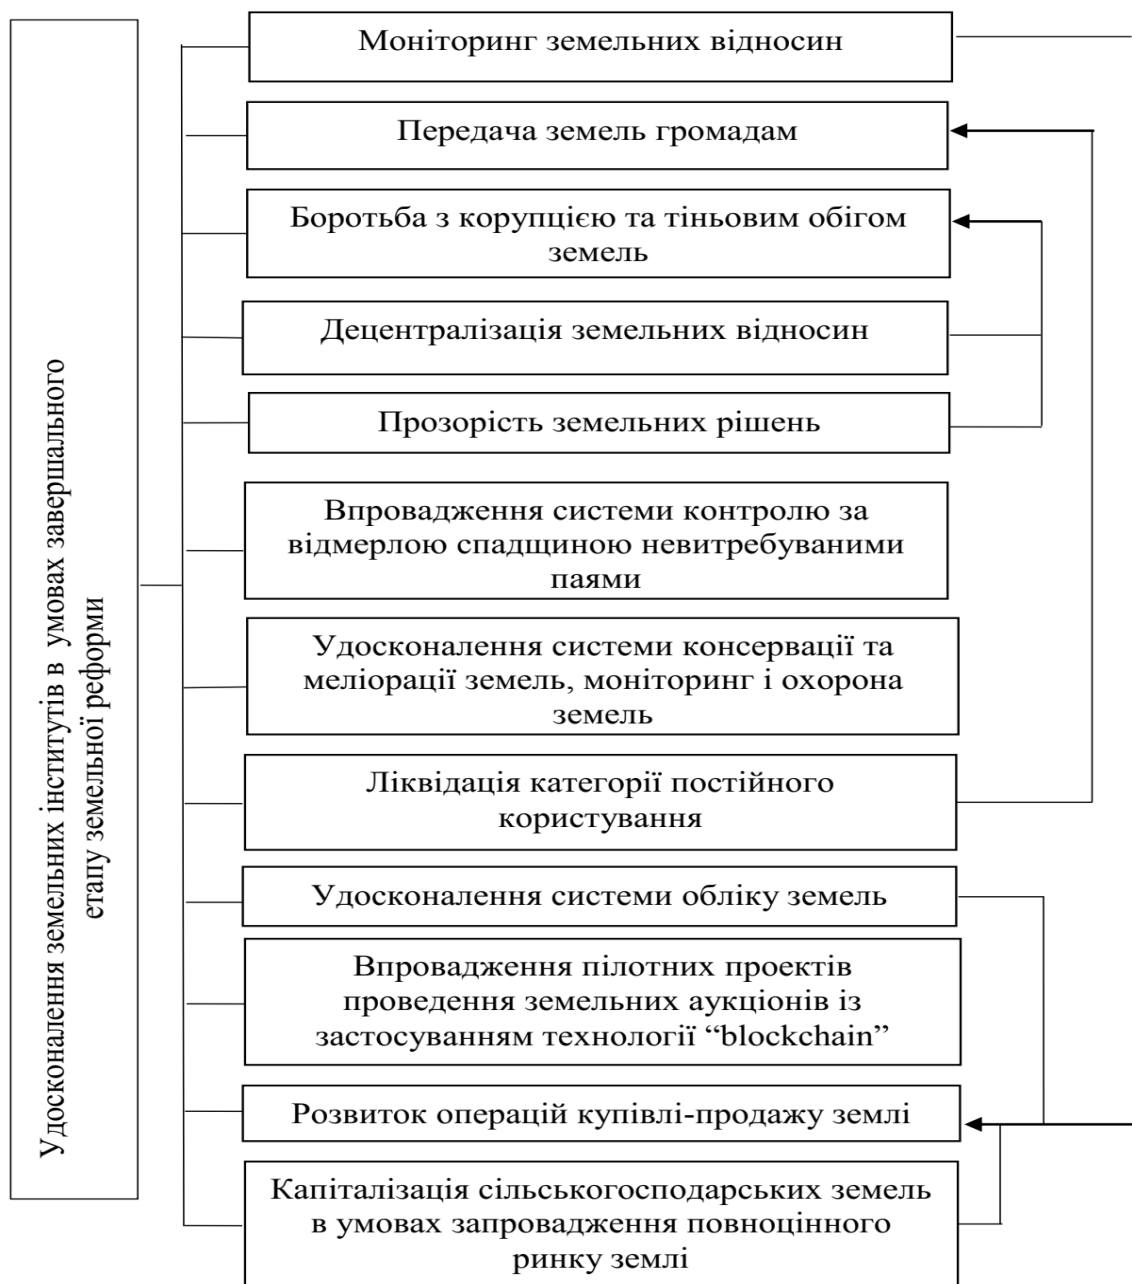 Удосконалення земельних інститутів в умовах завершального
етапу земельної реформи
Моніторинг земельних відносин
Передача земель громадам
Боротьба з корупцією та тіньовим обігом
земель
Децентралізація земельних відносин
Прозорість земельних рішень
Впровадження системи контролю за
відмерлою спадщиною невитребуваними
паями
Удосконалення системи консервації та
меліорації земель, моніторинг і охорона
земель
Ліквідація категорії постійного
користування
Удосконалення системи обліку земель
Впровадження пілотних проектів
проведення земельних аукціонів із
застосуванням технології “blockchain”
Розвиток операцій купівлі-продажу землі
Капіталізація сільськогосподарських земель
в умовах запровадження повноцінного
ринку землі